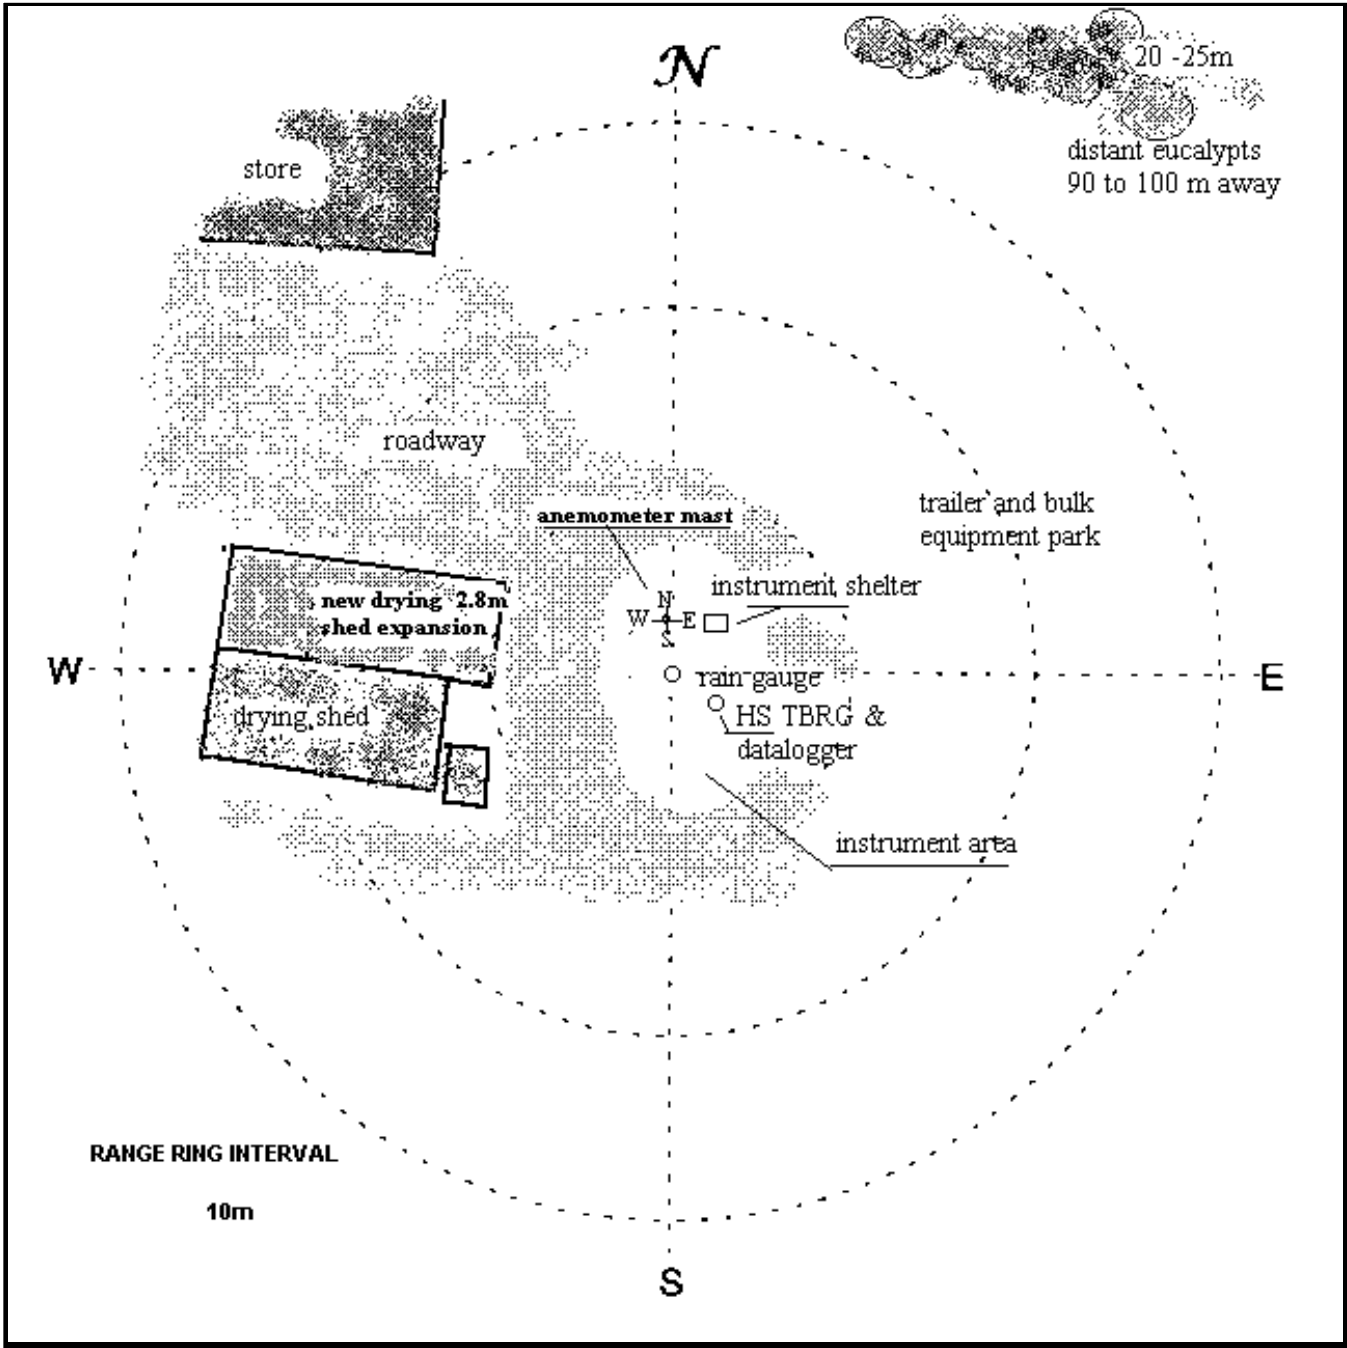 N
20 -25m
distant eucalypts
90 to 100 m away
store
roadway
trailer and bulk
equipment park
anemometer mast
instrument shelter
new drying 2.8m
shed expansion
N
W E
S
W
rain gauge
E
drying shed
HS TBRG &
datalogger
instrument area
RANGE RING INTERVAL
10m
S